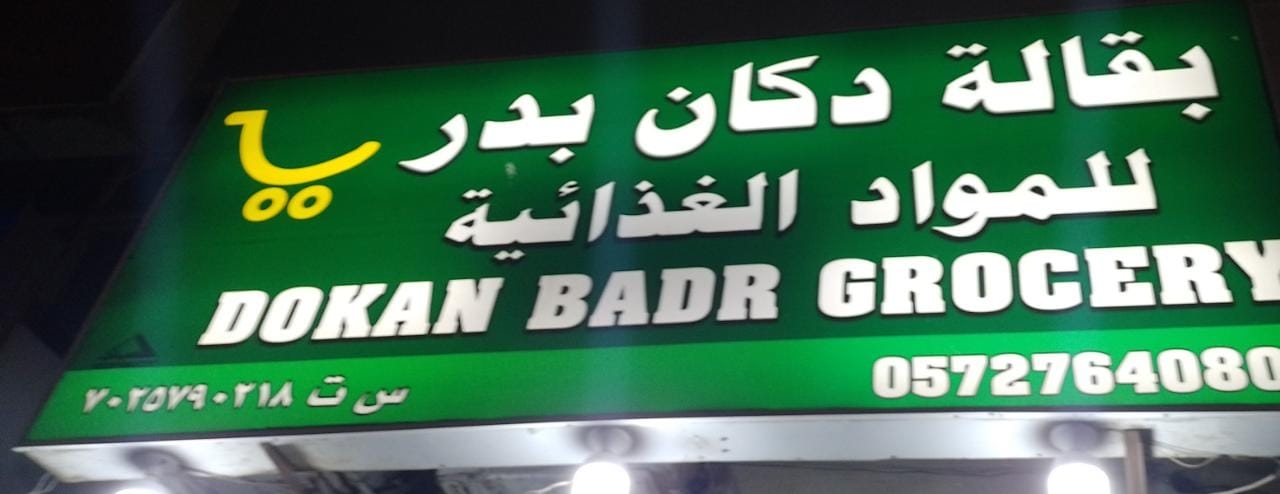 بقالة دكان بدر
للمواد الغذائية
DOKAN BADR GROCERY
س ت ٧٠٢٥٧٩٠٢١٨
0572764080